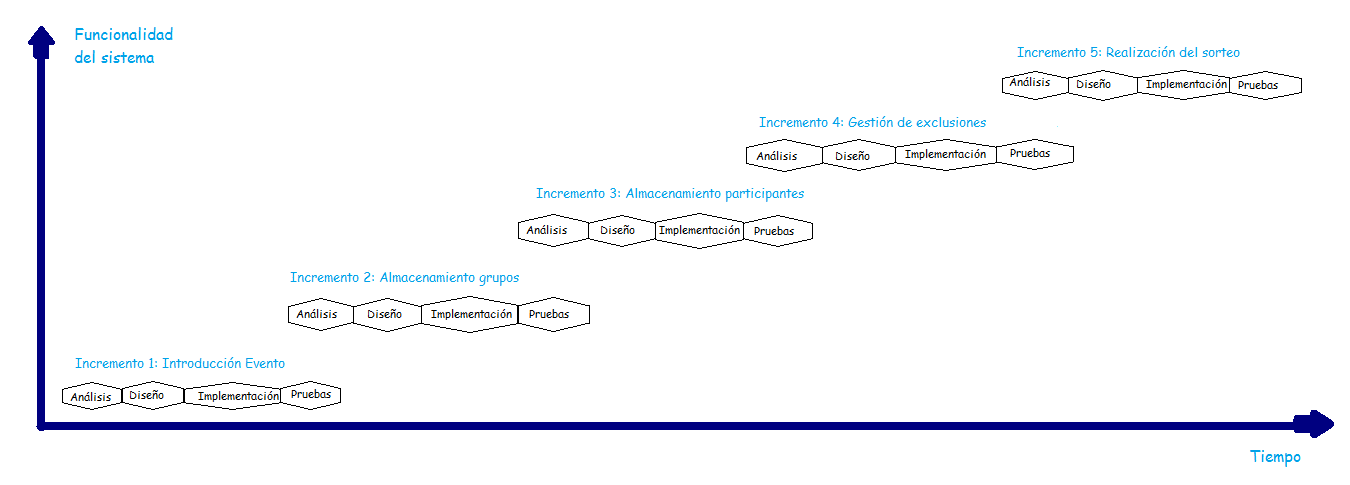 Funcionalidad
del sistema
Incremento 5: Realización del sorteo
Análisis Diseño Implementación Pruebas
Incremento 4: Gestión de exclusiones
Análisis Diseño Implementación Pruebas
Incremento 3: Almacenamiento participantes
Análisis Diseño Implementación Pruebas
Incremento 2: Almacenamiento grupos
Análisis Diseño Implementación Pruebas
Incremento 1: Introducción Evento
Análisis Diseño Implementación Pruebas
Tiempo